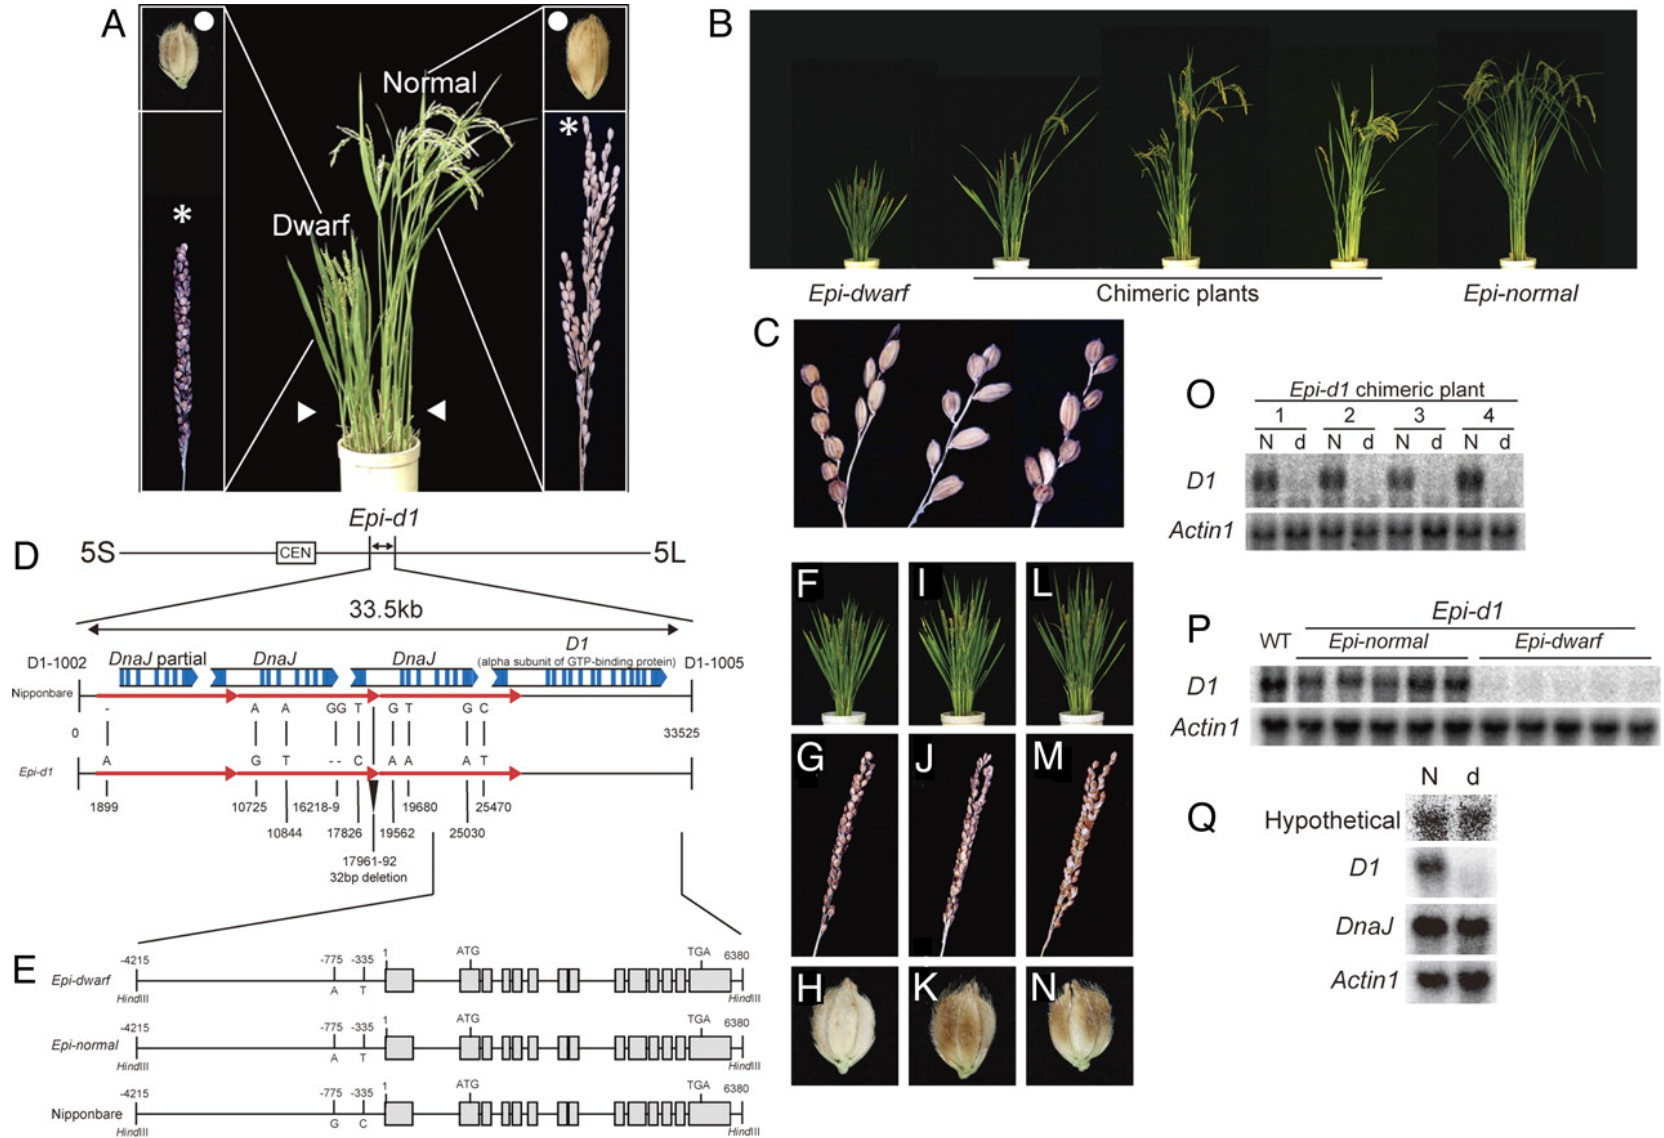 A
*
Dwarf
Normal
*
B
Epi-dwarf
Chimeric plants
Epi-normal
C
D
Epi-d1
5S
CEN
5L
33.5kb
D1-1002
DnaJ partial
DnaJ
DnaJ
D1
(alpha subunit of GTP-binding protein)
D1-1005
Nipponbare
- A A GG T G T G C
0
33525
A G T -- C A A A T
Epi-d1
1899 10725 16218-9 19680 25470
10844 17826 19562 25030
17961-92
32bp deletion
E
-4215 -775 -335 1 ATG TGA 6380
Epi-dwarf
HindIII A T HindIII
-4215 -775 -335 1 ATG TGA 6380
Epi-normal
HindIII A T HindIII
-4215 -775 -335 1 ATG TGA 6380
Nipponbare
HindIII G C HindIII
F I L
G J M
H K N
O
Epi-d1 chimeric plant
1 2 3 4
N d N d N d N d
D1
Actin1
P
Epi-d1
WT Epi-normal Epi-dwarf
D1
Actin1
Q
N d
Hypothetical
D1
DnaJ
Actin1